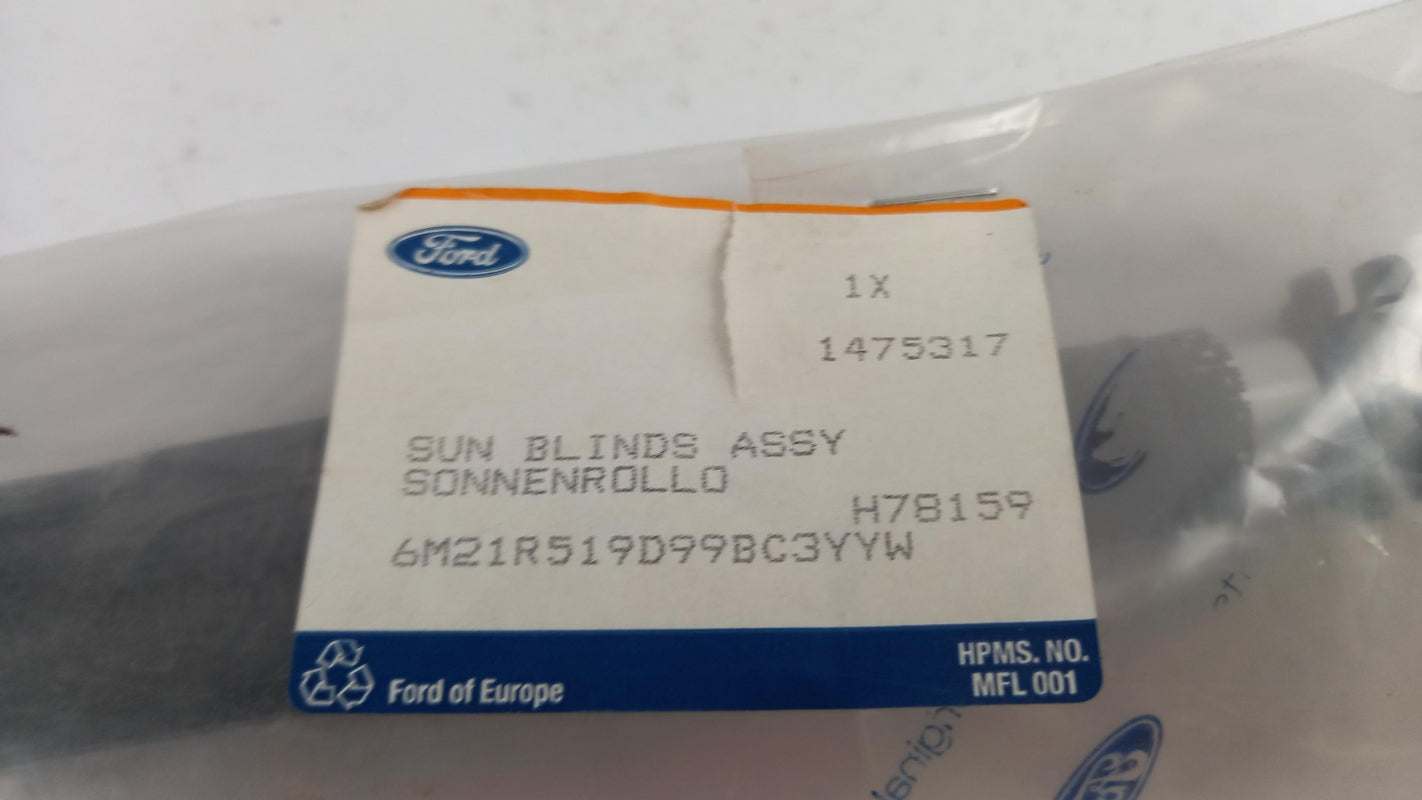 Ford
1X
1475317
SUN BLINDS ASSY
SONNENROLLO
H78159
6M21R519D99BC3YYW
Ford of Europe
HPMS. NO.
MFL 001